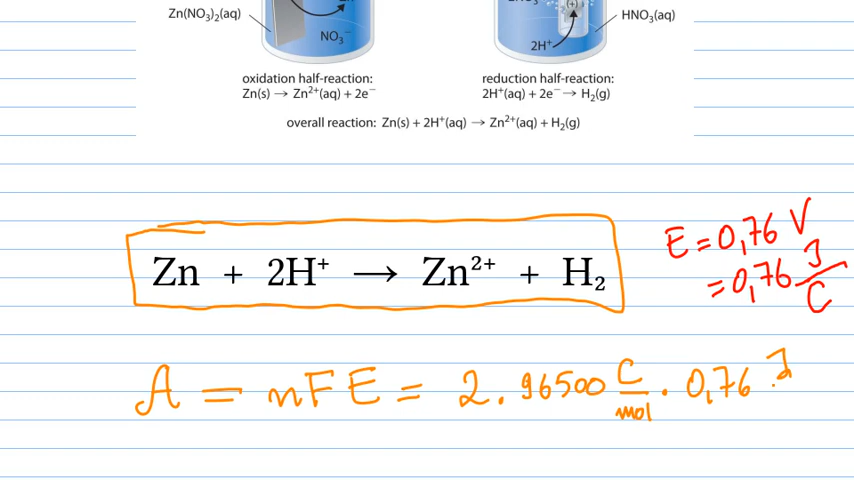 Zn(NO₃)₂(aq)
NO₃⁻
HNO₃(aq)
2H⁺
oxidation half-reaction:
Zn(s) → Zn²⁺(aq) + 2e⁻
reduction half-reaction:
2H⁺(aq) + 2e⁻ → H₂(g)
overall reaction: Zn(s) + 2H⁺(aq) → Zn²⁺(aq) + H₂(g)
Zn + 2H⁺ ⟶ Zn²⁺ + H₂
E = 0,76 V
= 0,76 J/C
A = nFE = 2 · 96500 C/mol · 0,76 J